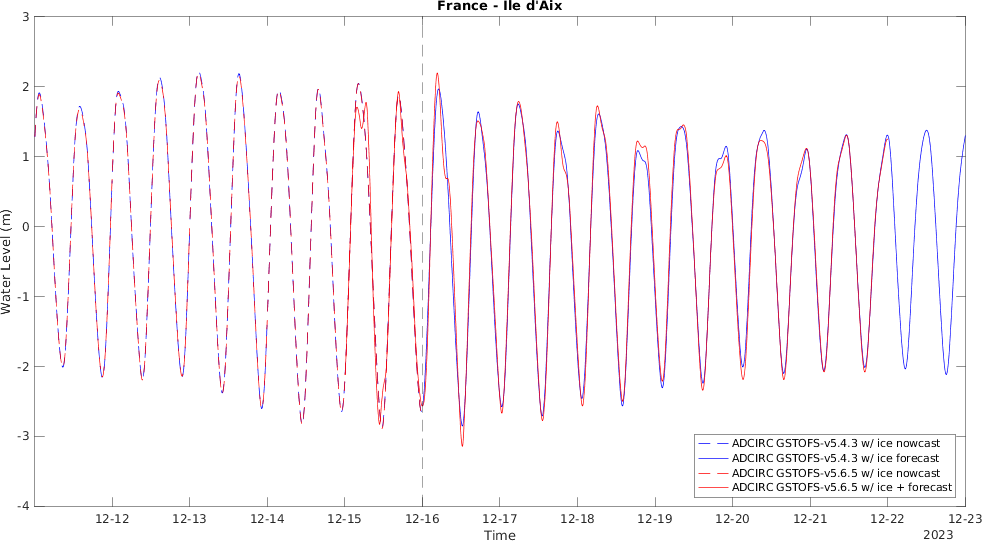 France - Ile d'Aix
3
2
1
0
-1
-2
-3
-4
Water Level (m)
ADCIRC GSTOFS-v5.4.3 w/ ice nowcast
ADCIRC GSTOFS-v5.4.3 w/ ice forecast
ADCIRC GSTOFS-v5.6.5 w/ ice nowcast
ADCIRC GSTOFS-v5.6.5 w/ ice + forecast
12-12 12-13 12-14 12-15 12-16 12-17 12-18 12-19 12-20 12-21 12-22 12-23
Time
2023